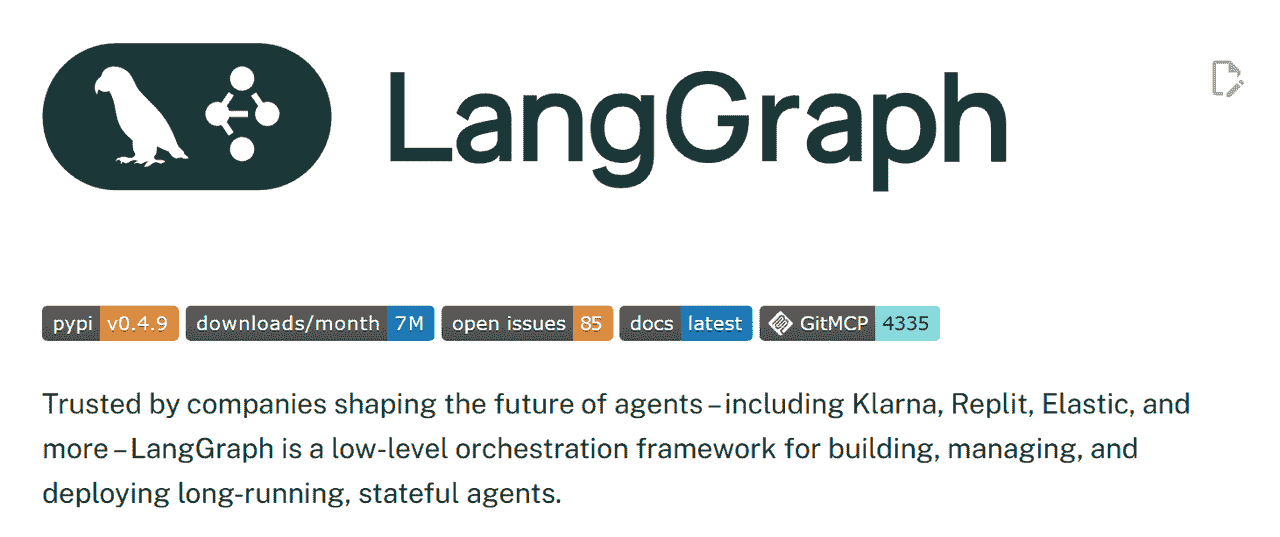 LangGraph
pypi v0.4.9 downloads/month 7M open issues 85 docs latest GitMCP 4335
Trusted by companies shaping the future of agents – including Klarna, Replit, Elastic, and
more – LangGraph is a low-level orchestration framework for building, managing, and
deploying long-running, stateful agents.